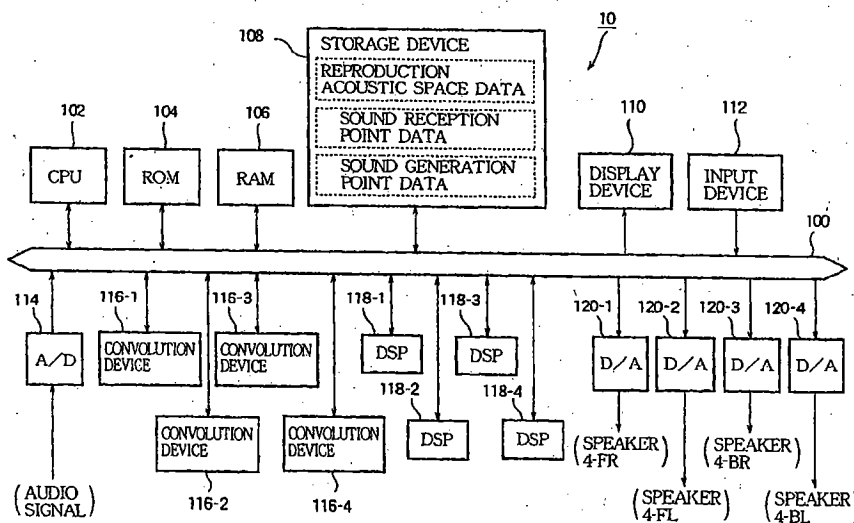 10
108
STORAGE DEVICE
REPRODUCTION
ACOUSTIC SPACE DATA
SOUND RECEPTION
POINT DATA
SOUND GENERATION
POINT DATA
102
104
106
110
112
CPU
ROM
RAM
DISPLAY
DEVICE
INPUT
DEVICE
100
114
116-1
116-3
118-1
118-3
120-1
120-2
120-3
120-4
A/D
CONVOLUTION
DEVICE
CONVOLUTION
DEVICE
DSP
DSP
D/A
D/A
D/A
D/A
118-2
118-4
CONVOLUTION
DEVICE
CONVOLUTION
DEVICE
DSP
DSP
(SPEAKER
4-FR)
(SPEAKER
4-BR)
(AUDIO
SIGNAL)
116-2
116-4
(SPEAKER
4-FL)
(SPEAKER
4-BL)